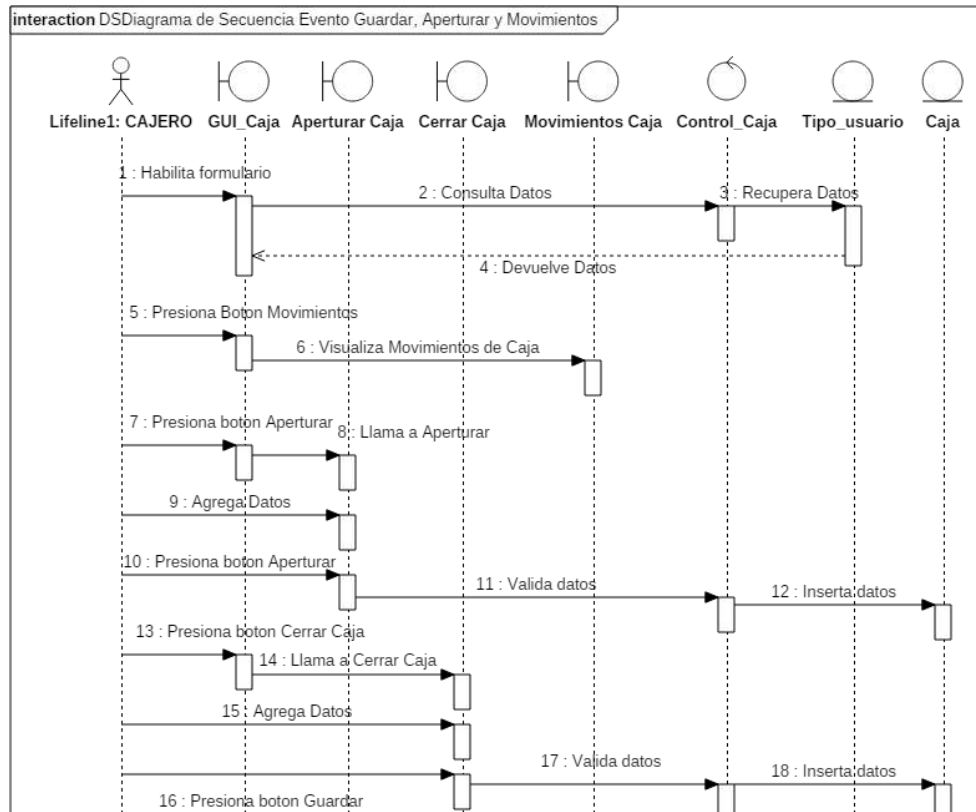 interaction DSDiagrama de Secuencia Evento Guardar, Aperturar y Movimientos
Lifeline1: CAJERO
GUI_Caja
Aperturar Caja
Cerrar Caja
Movimientos Caja
Control_Caja
Tipo_usuario
Caja
1 : Habilita formulario
2 : Consulta Datos
3 : Recupera Datos
4 : Devuelve Datos
5 : Presiona Boton Movimientos
6 : Visualiza Movimientos de Caja
7 : Presiona boton Aperturar
8 : Llama a Aperturar
9 : Agrega Datos
10 : Presiona boton Aperturar
11 : Valida datos
12 : Inserta datos
13 : Presiona boton Cerrar Caja
14 : Llama a Cerrar Caja
15 : Agrega Datos
16 : Presiona boton Guardar
17 : Valida datos
18 : Inserta datos